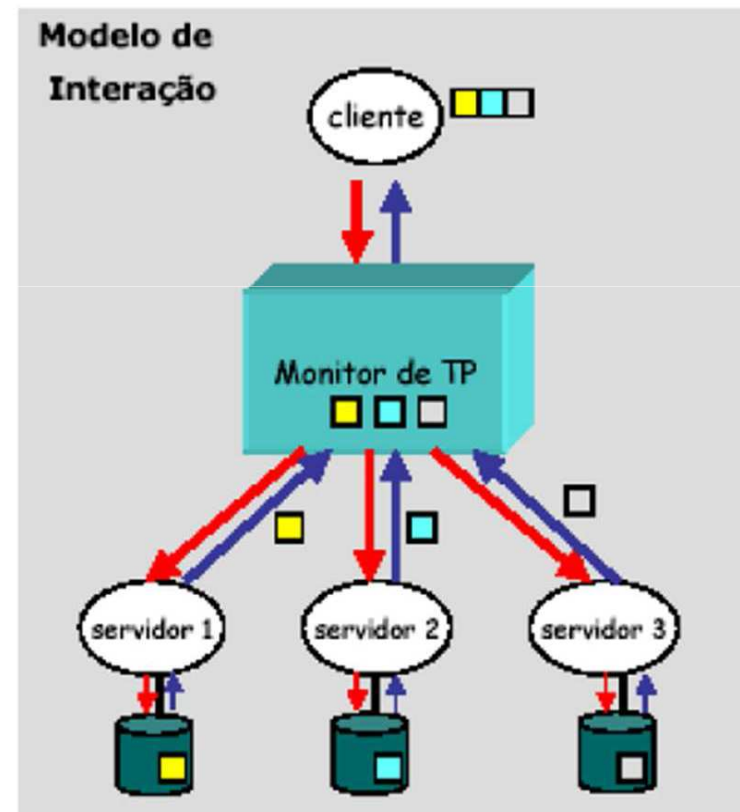 Modelo de
Interação
cliente
Monitor de TP
servidor 1
servidor 2
servidor 3